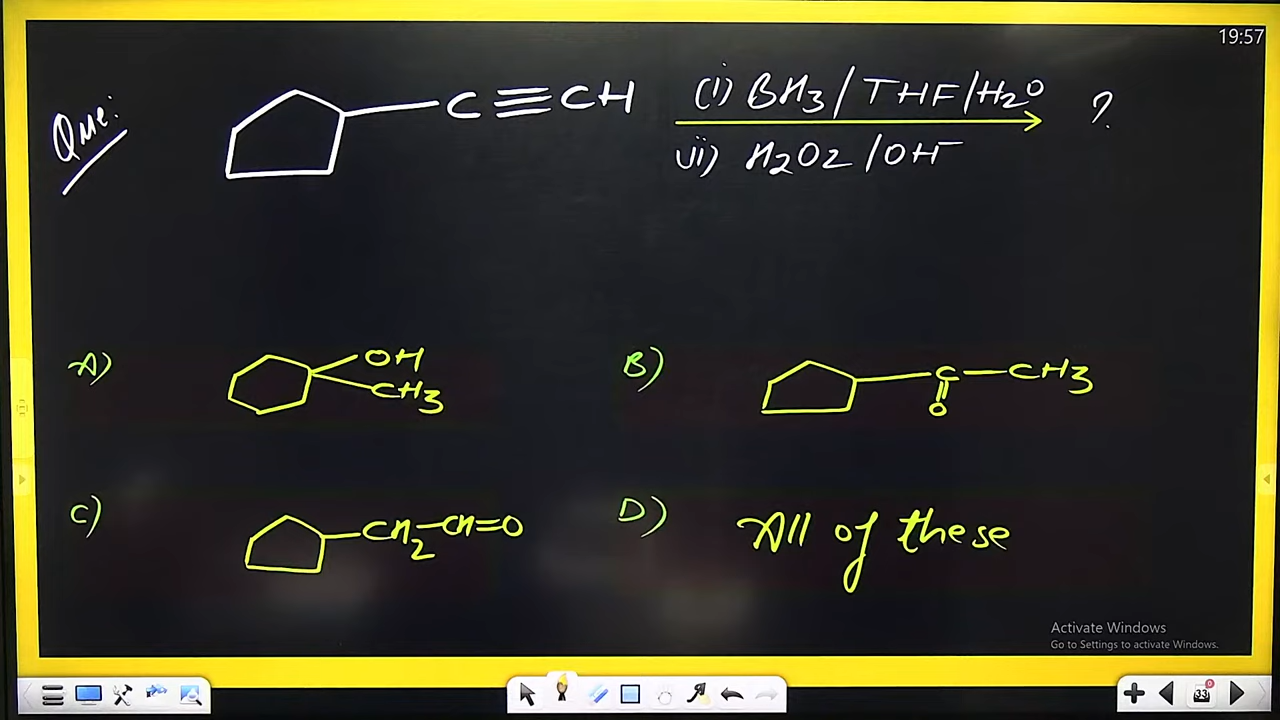 19:57
Que:
C≡CH (i) BH3/THF/H2O ?
(ii) H2O2/OH⁻
A) OH
CH3
B) C—CH3
O
C) CH2—CH=O
D) All of these
Activate Windows
Go to Settings to activate Windows.
33